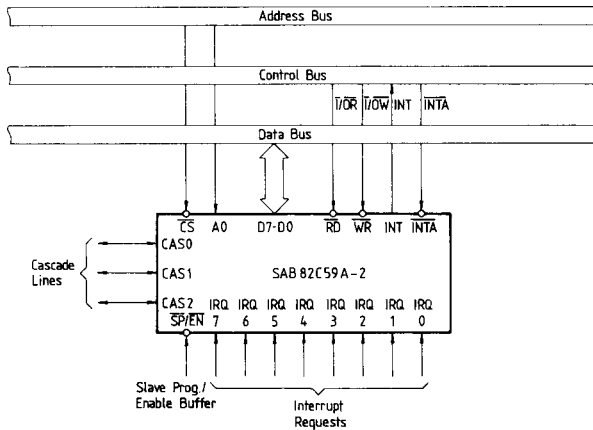 Address Bus
Control Bus
I/OR I/OW INT INTA
Data Bus
CS A0 D7-D0 RD WR INT INTA
CAS0
Cascade Lines
CAS1
SAB 82C59A-2
CAS2 IRQ IRQ IRQ IRQ IRQ IRQ IRQ IRQ
SP/EN 7 6 5 4 3 2 1 0
Slave Prog./
Enable Buffer
Interrupt
Requests